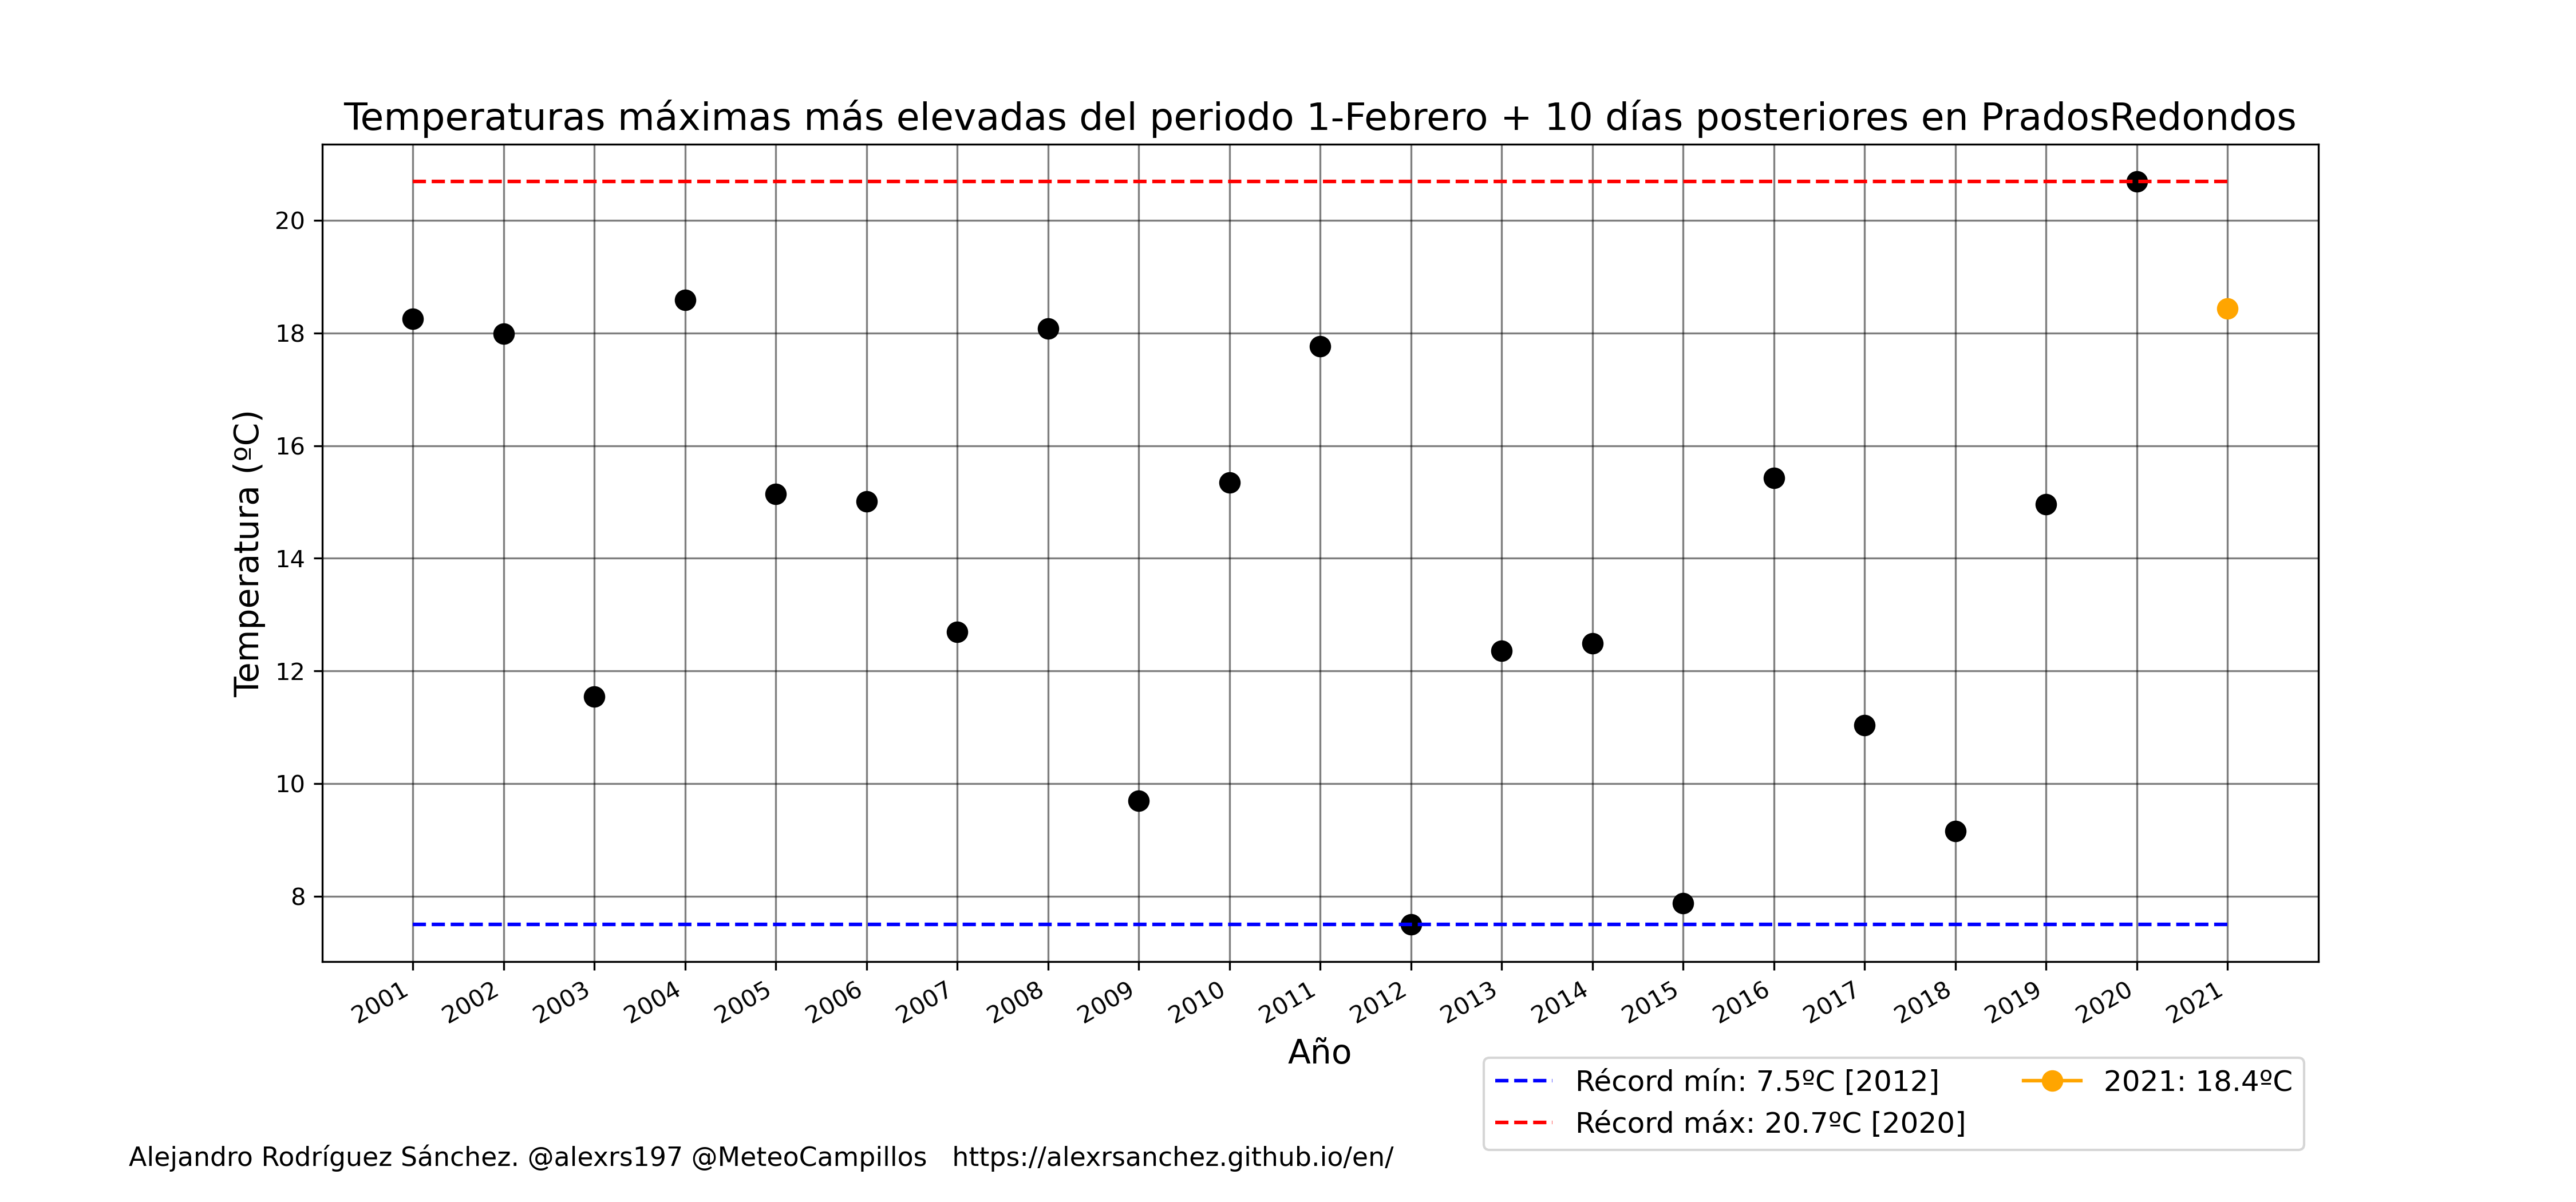 Temperaturas máximas más elevadas del periodo 1-Febrero + 10 días posteriores en PradosRedondos
Temperatura (ºC)
20
18
16
14
12
10
8
2001 2002 2003 2004 2005 2006 2007 2008 2009 2010 2011 2012 2013 2014 2015 2016 2017 2018 2019 2020 2021
Año
Récord mín: 7.5ºC [2012]
Récord máx: 20.7ºC [2020]
2021: 18.4ºC
Alejandro Rodríguez Sánchez. @alexrs197 @MeteoCampillos https://alexrsanchez.github.io/en/